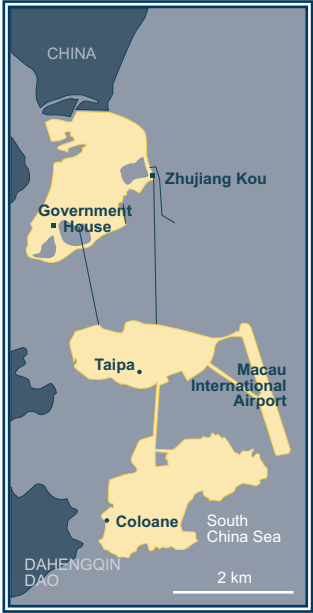 CHINA
Zhujiang Kou
Government
House
Taipa
Macau
International
Airport
Coloane
South
China Sea
DAHENGQIN
DAO
2 km